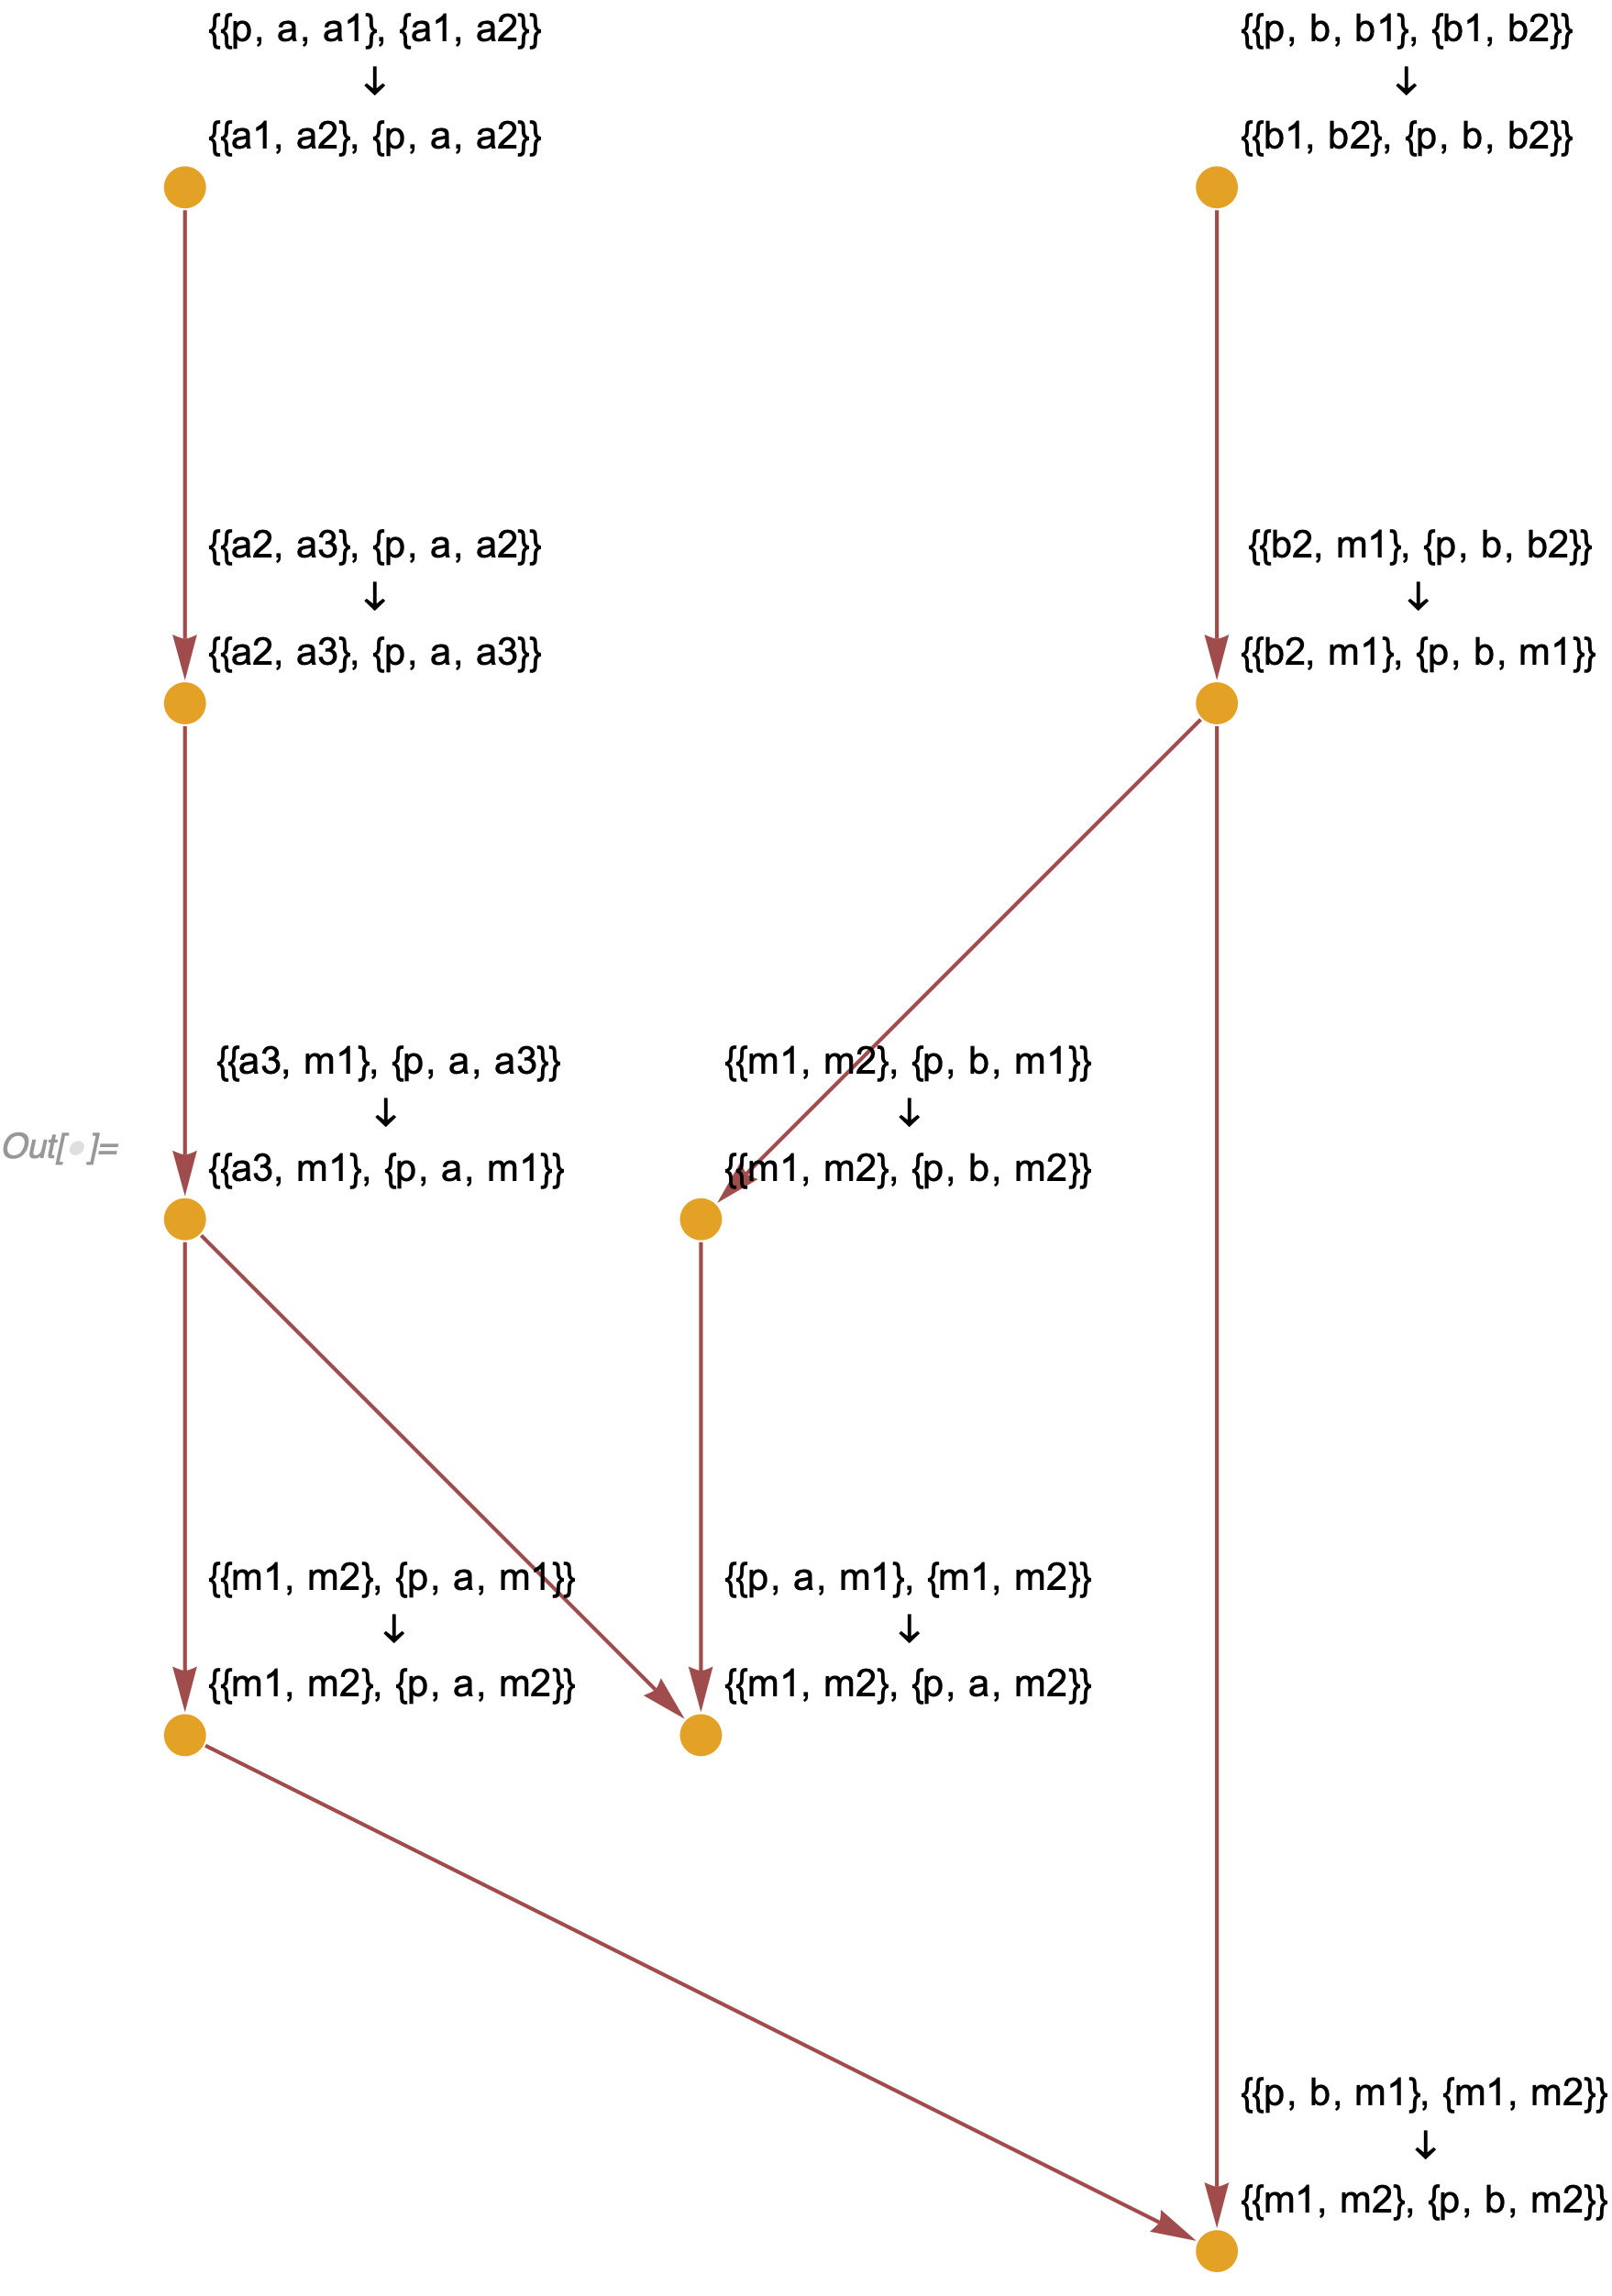 {{p, a, a1}, {a1, a2}}
↓
{{a1, a2}, {p, a, a2}}
{{p, b, b1}, {b1, b2}}
↓
{{b1, b2}, {p, b, b2}}
{{a2, a3}, {p, a, a2}}
↓
{{a2, a3}, {p, a, a3}}
{{b2, m1}, {p, b, b2}}
↓
{{b2, m1}, {p, b, m1}}
{{a3, m1}, {p, a, a3}}
↓
{{a3, m1}, {p, a, m1}}
{{m1, m2}, {p, b, m1}}
↓
{{m1, m2}, {p, b, m2}}
Out[•]=
{{m1, m2}, {p, a, m1}}
↓
{{m1, m2}, {p, a, m2}}
{{p, a, m1}, {m1, m2}}
↓
{{m1, m2}, {p, a, m2}}
{{p, b, m1}, {m1, m2}}
↓
{{m1, m2}, {p, b, m2}}